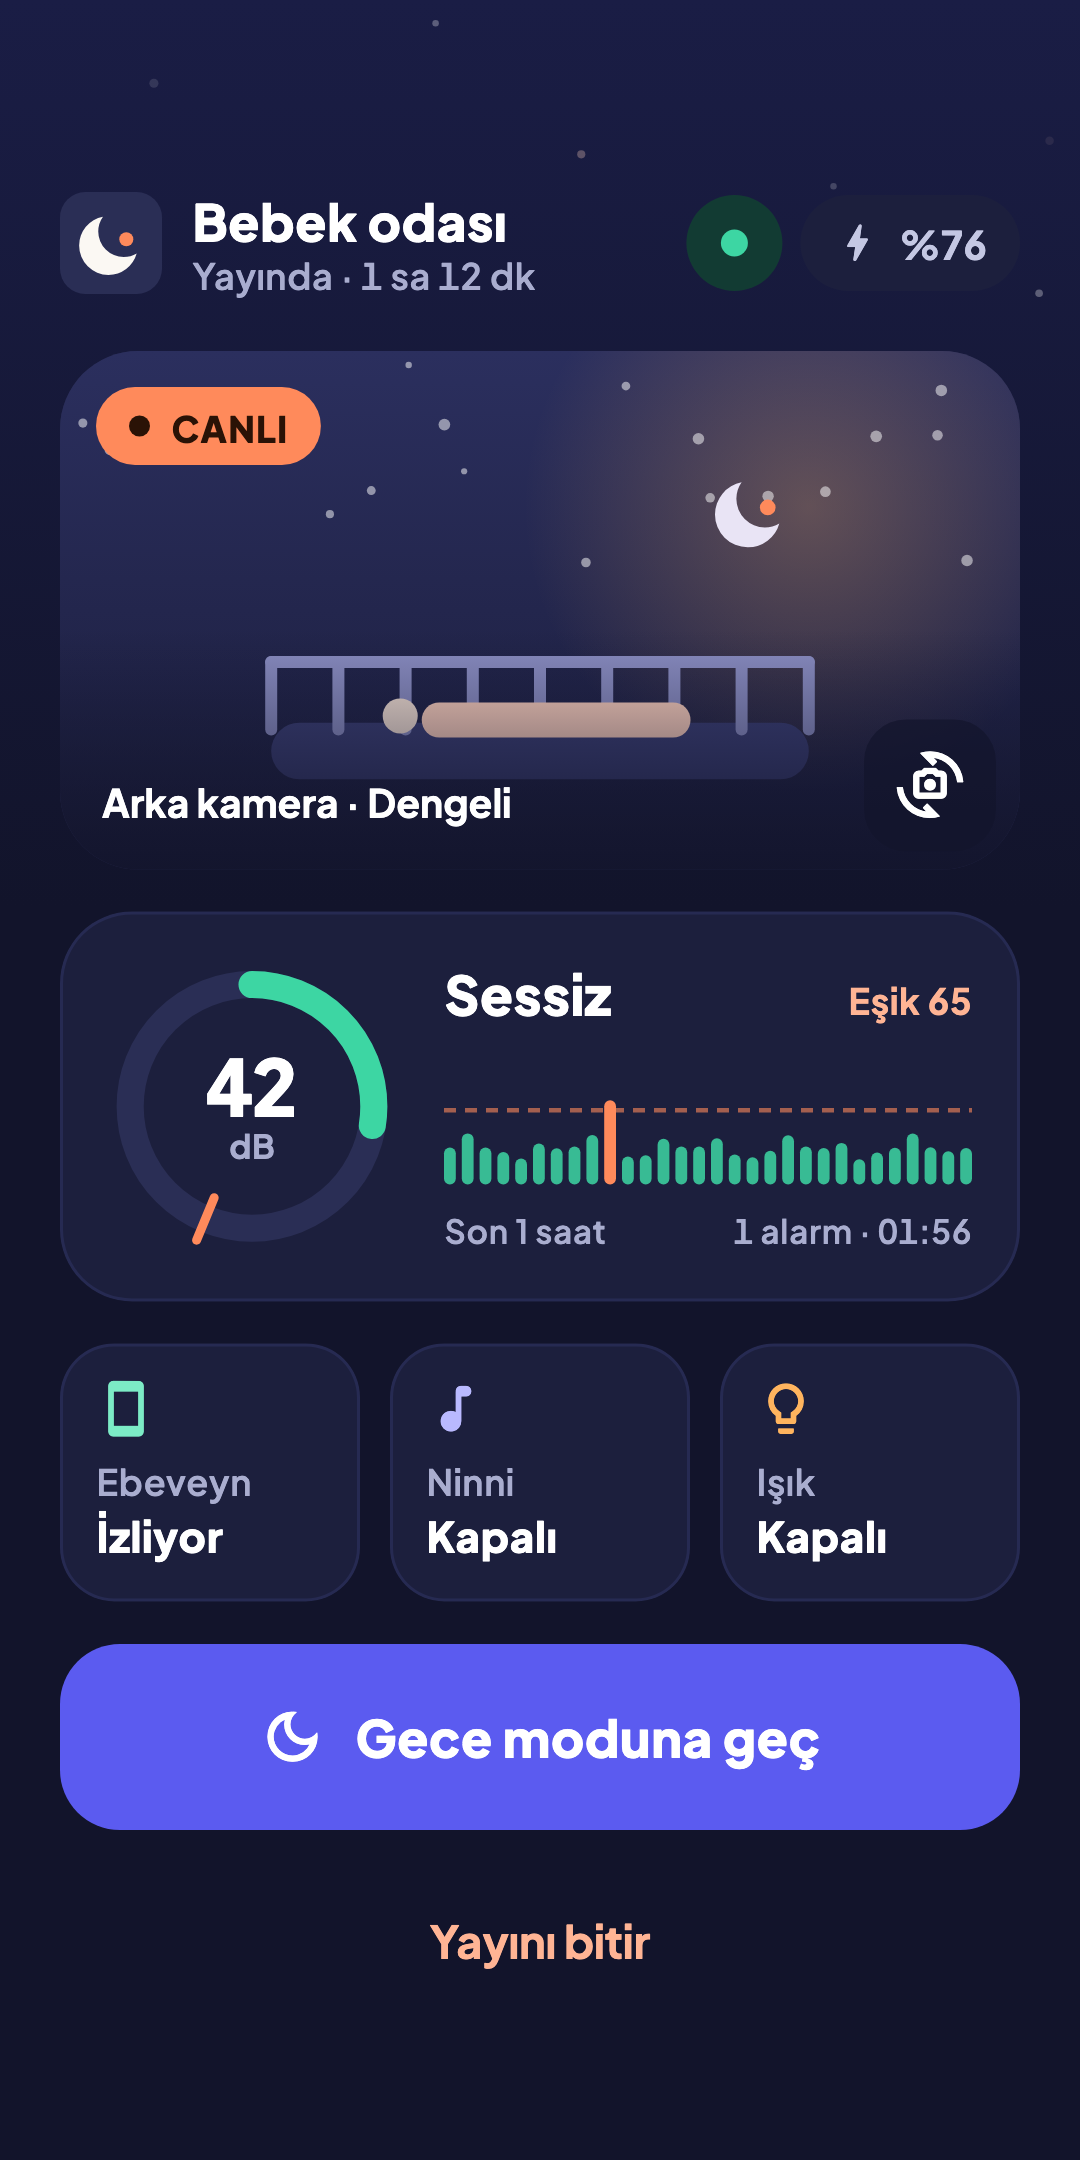 Bebek odası
Yayında · 1 sa 12 dk
%76
CANLI
Arka kamera · Dengeli
42
dB
Sessiz
Eşik 65
Son 1 saat
1 alarm · 01:56
Ebeveyn
İzliyor
Ninni
Kapalı
Işık
Kapalı
Gece moduna geç
Yayını bitir